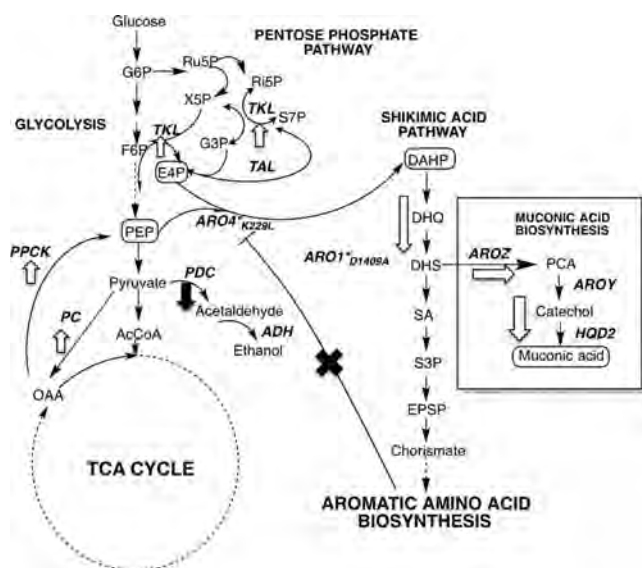 Glucose
PENTOSE PHOSPHATE
PATHWAY
Ru5P
G6P
Ri5P
X5P
TKL
S7P
GLYCOLYSIS
TKL
SHIKIMIC ACID
PATHWAY
F6P
G3P
E4P
TAL
DAHP
PEP
ARO4*K229L
DHQ
MUCONIC ACID
BIOSYNTHESIS
PPCK
ARO1*D1409A
DHS
AROZ
PCA
Pyruvate
PDC
AROY
PC
Acetaldehyde
SA
Catechol
AcCoA
ADH
HQD2
Ethanol
S3P
Muconic acid
OAA
EPSP
TCA CYCLE
Chorismate
AROMATIC AMINO ACID
BIOSYNTHESIS